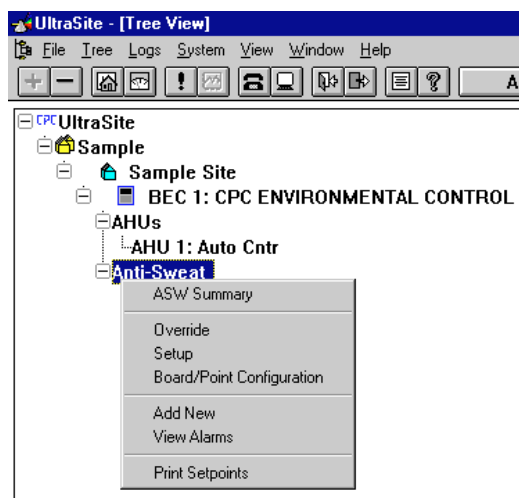 UltraSite - [Tree View]
File Tree Logs System View Window Help
A
CPC UltraSite
Sample
Sample Site
BEC 1: CPC ENVIRONMENTAL CONTROL
AHUs
AHU 1: Auto Cntr
Anti-Sweat
ASW Summary
Override
Setup
Board/Point Configuration
Add New
View Alarms
Print Setpoints